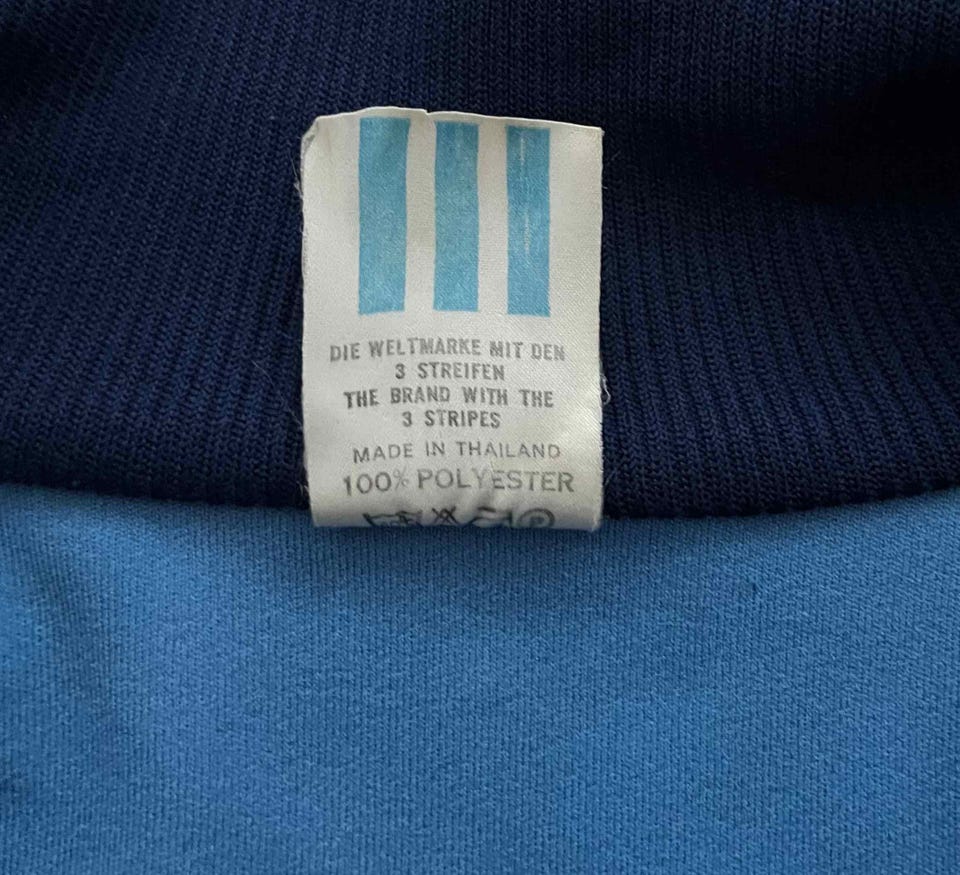 DIE WELTMARKE MIT DEN
3 STREIFEN
THE BRAND WITH THE
3 STRIPES
MADE IN THAILAND
100% POLYESTER